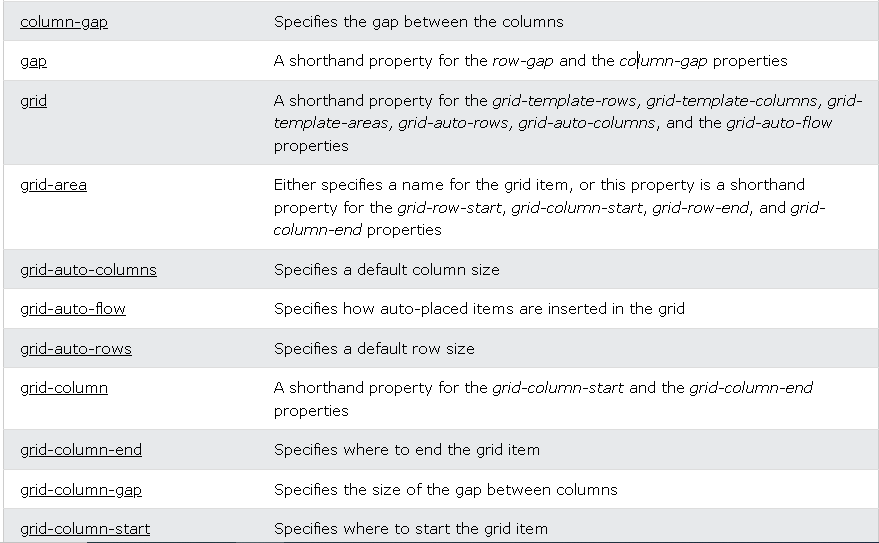 column-gap Specifies the gap between the columns
gap A shorthand property for the row-gap and the column-gap properties
grid A shorthand property for the grid-template-rows, grid-template-columns, grid-
template-areas, grid-auto-rows, grid-auto-columns, and the grid-auto-flow
properties
grid-area Either specifies a name for the grid item, or this property is a shorthand
property for the grid-row-start, grid-column-start, grid-row-end, and grid-
column-end properties
grid-auto-columns Specifies a default column size
grid-auto-flow Specifies how auto-placed items are inserted in the grid
grid-auto-rows Specifies a default row size
grid-column A shorthand property for the grid-column-start and the grid-column-end
properties
grid-column-end Specifies where to end the grid item
grid-column-gap Specifies the size of the gap between columns
grid-column-start Specifies where to start the grid item